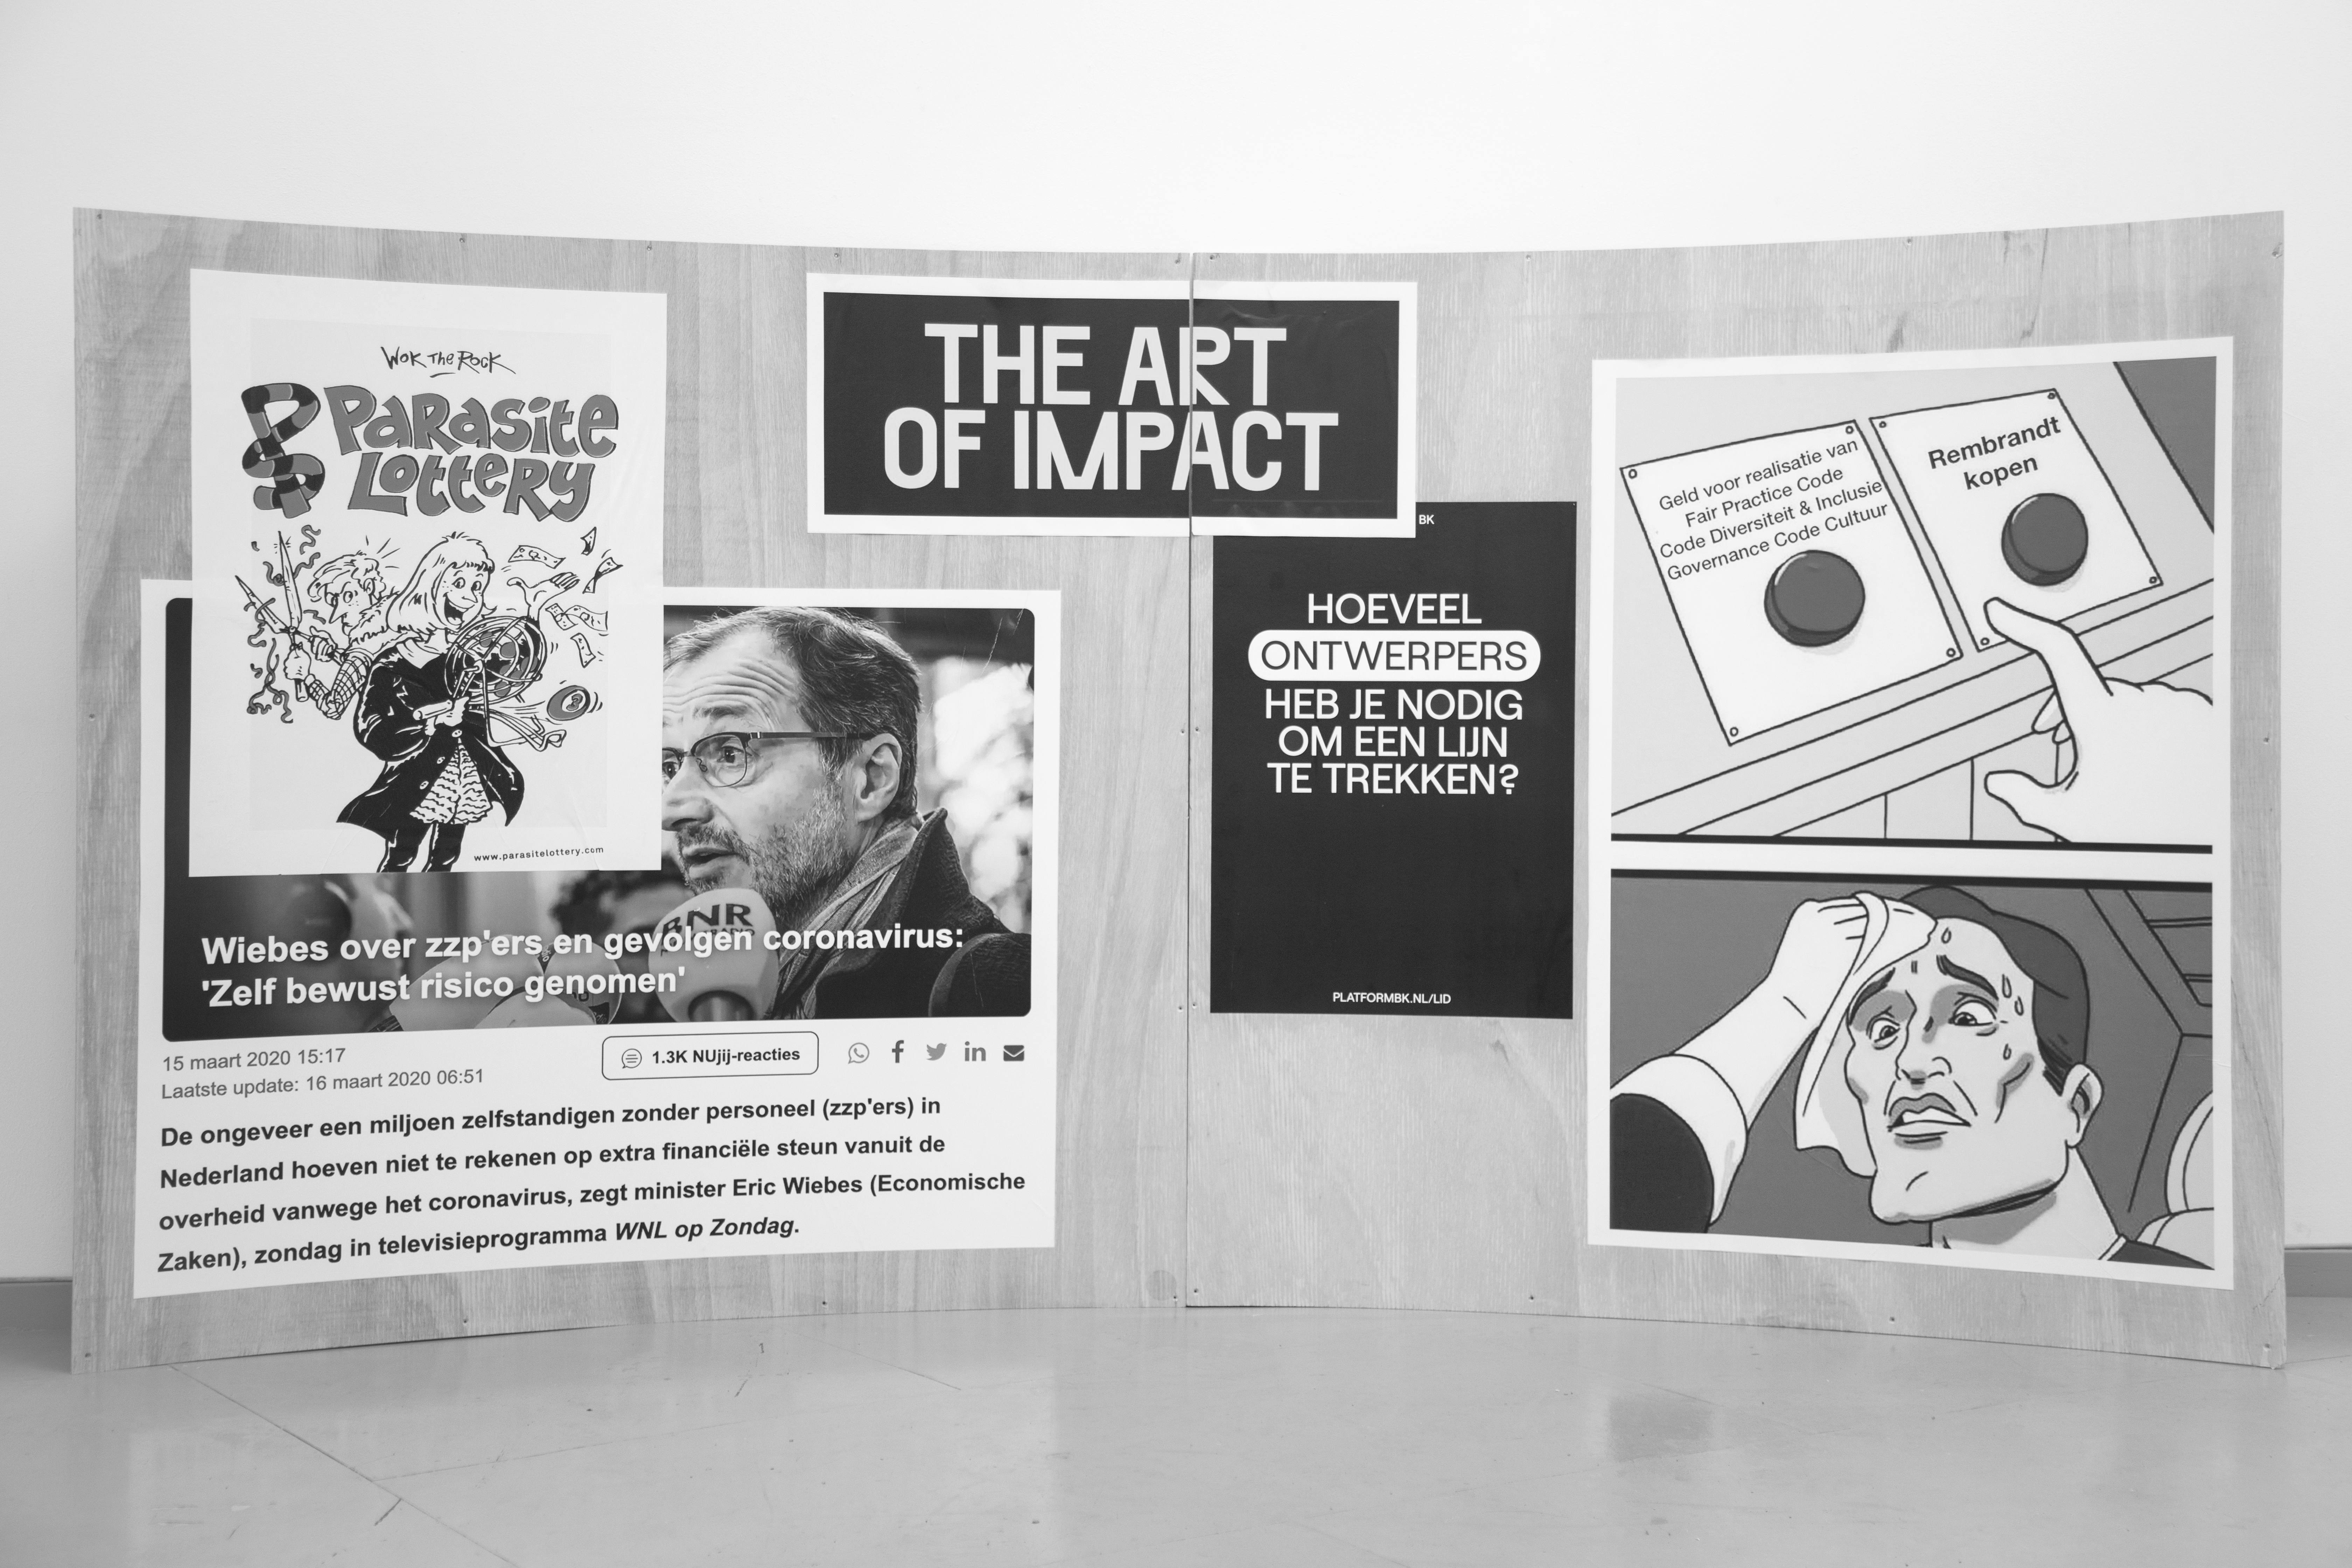 WOK THE ROCK
PARASITE
LOTTERY
www.parasitelottery.com
THE ART
OF IMPACT
BK
HOEVEEL
ONTWERPERS
HEB JE NODIG
OM EEN LIJN
TE TREKKEN?
PLATFORMBK.NL/LID
Geld voor realisatie van
Fair Practice Code
Code Diversiteit & Inclusie
Governance Code Cultuur
Rembrandt
kopen
BNR
Wiebes over zzp'ers en gevolgen coronavirus:
'Zelf bewust risico genomen'
15 maart 2020 15:17
Laatste update: 16 maart 2020 06:51
1.3K NUjij-reacties
De ongeveer een miljoen zelfstandigen zonder personeel (zzp'ers) in
Nederland hoeven niet te rekenen op extra financiële steun vanuit de
overheid vanwege het coronavirus, zegt minister Eric Wiebes (Economische
Zaken), zondag in televisieprogramma WNL op Zondag.